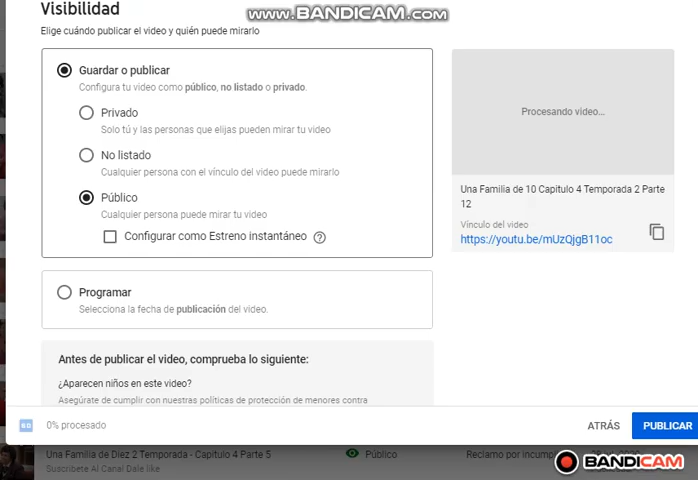 Visibilidad
WWW.BANDICAM.COM
Elige cuándo publicar el video y quién puede mirarlo
Guardar o publicar
Configura tu video como público, no listado o privado.
Privado
Solo tú y las personas que elijas pueden mirar tu video
No listado
Cualquier persona con el vínculo del video puede mirarlo
Público
Cualquier persona puede mirar tu video
Configurar como Estreno instantáneo
Procesando video...
Una Familia de 10 Capitulo 4 Temporada 2 Parte
12
Vínculo del video
https://youtu.be/mUzQjgB11oc
Programar
Selecciona la fecha de publicación del video.
Antes de publicar el video, comprueba lo siguiente:
¿Aparecen niños en este video?
Asegúrate de cumplir con nuestras políticas de protección de menores contra
SD
0% procesado
ATRÁS
PUBLICAR
Una Familia de Diez 2 Temporada - Capitulo 4 Parte 5
Público
Reclamo por incump
Suscribete Al Canal Dale like
BANDICAM